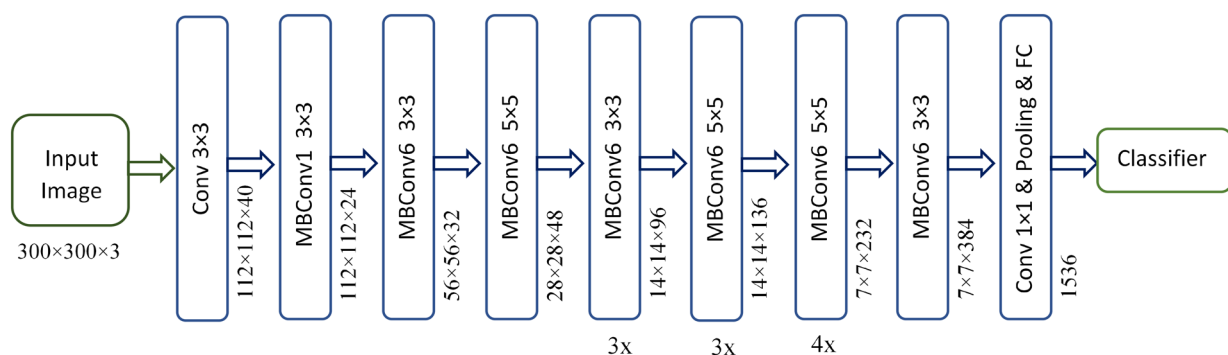 Input
Image
300×300×3
Conv 3×3
112×112×40
MBConv1 3×3
112×112×24
MBConv6 3×3
56×56×32
MBConv6 5×5
28×28×48
MBConv6 3×3
3x
14×14×96
MBConv6 5×5
3x
14×14×136
MBConv6 5×5
4x
7×7×232
MBConv6 3×3
7×7×384
Conv 1×1 & Pooling & FC
1536
Classifier